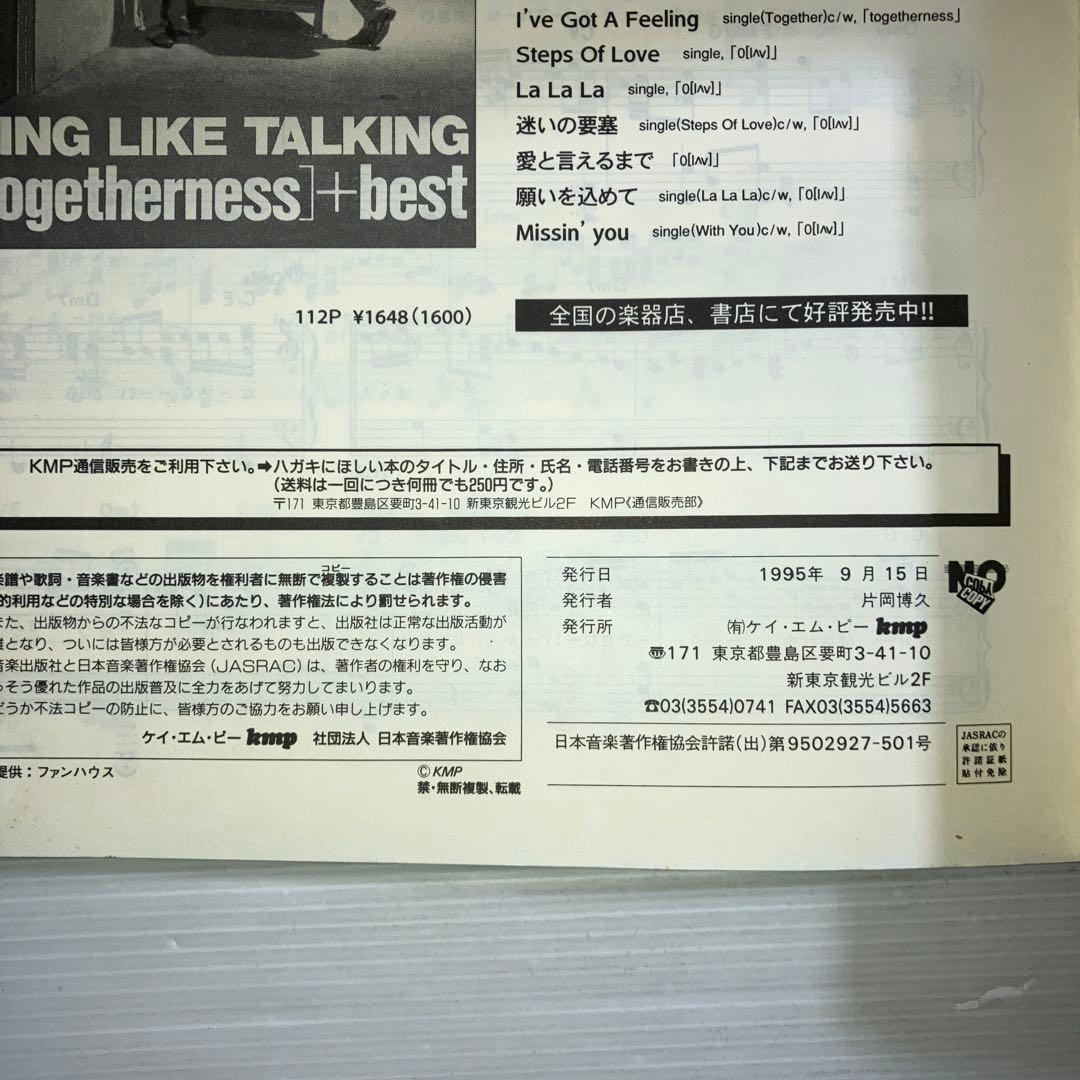 I've Got A Feeling single(Together)c/w,「togetherness」
Steps Of Love single,「0[lʌv]」
La La La single,「0[lʌv]」
迷いの要塞 single(Steps Of Love)c/w,「0[lʌv]」
愛と言えるまで 「0[lʌv]」
願いを込めて single(La La La)c/w,「0[lʌv]」
Missin' you single(With You)c/w,「0[lʌv]」
ING LIKE TALKING
ogetherness]+best
112P ¥1648(1600)
全国の楽器店、書店にて好評発売中!!
KMP通信販売をご利用下さい。➡ハガキにほしい本のタイトル・住所・氏名・電話番号をお書きの上、下記までお送り下さい。
(送料は一回につき何冊でも250円です。)
〒171 東京都豊島区要町3-41-10 新東京観光ビル2F KMP《通信販売部》
楽譜や歌詞・音楽書などの出版物を権利者に無断で複製することは著作権の侵害
コピー
的利用などの特別な場合を除く)にあたり、著作権法により罰せられます。
また、出版物からの不法なコピーが行なわれますと、出版社は正常な出版活動が
難となり、ついには皆様方が必要とされるものも出版できなくなります。
音楽出版社と日本音楽著作権協会(JASRAC)は、著作者の権利を守り、なお
っそう優れた作品の出版普及に全力をあげて努力してまいります。
どうか不法コピーの防止に、皆様方のご協力をお願い申し上げます。
ケイ・エム・ピー kmp 社団法人 日本音楽著作権協会
提供:ファンハウス
©KMP
禁・無断複製、転載
発行日 1995年 9月15日
発行者 片岡博久
発行所 (有)ケイ・エム・ピー kmp
〠171 東京都豊島区要町3-41-10
新東京観光ビル2F
☎03(3554)0741 FAX03(3554)5663
日本音楽著作権協会許諾(出)第9502927-501号
NO COPY
JASRACの
承認に依り
許諾証紙
貼付免除